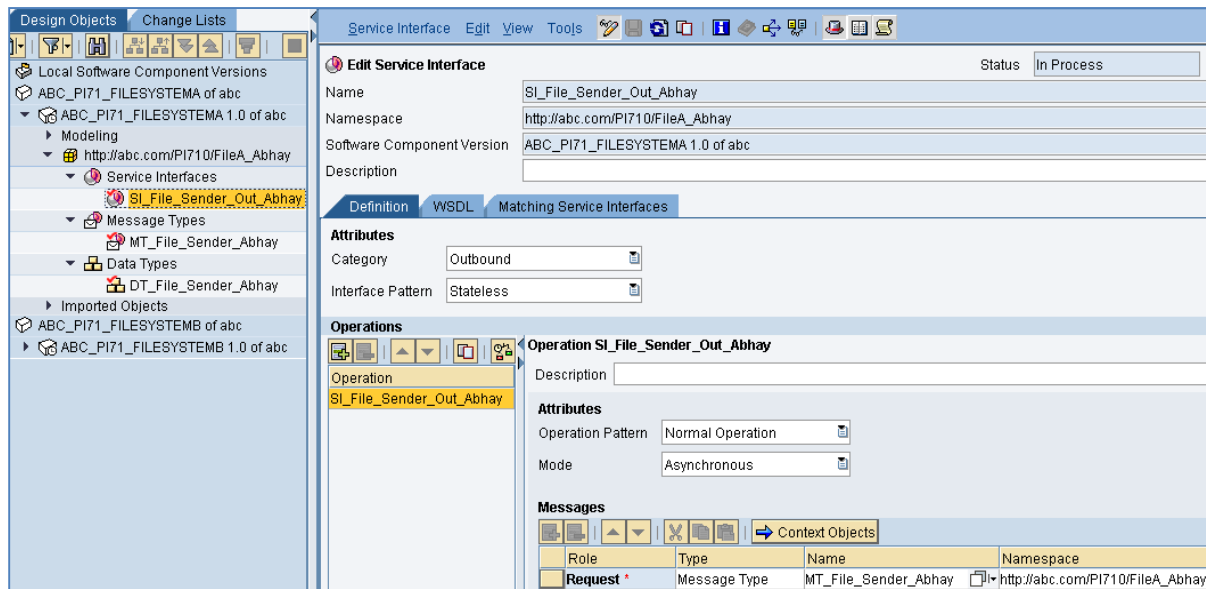 Design Objects Change Lists
Local Software Component Versions
ABC_PI71_FILESYSTEMA of abc
ABC_PI71_FILESYSTEMA 1.0 of abc
Modeling
http://abc.com/PI710/FileA_Abhay
Service Interfaces
SI_File_Sender_Out_Abhay
Message Types
MT_File_Sender_Abhay
Data Types
DT_File_Sender_Abhay
Imported Objects
ABC_PI71_FILESYSTEMB of abc
ABC_PI71_FILESYSTEMB 1.0 of abc
Service Interface Edit View Tools
Edit Service Interface Status In Process
Name SI_File_Sender_Out_Abhay
Namespace http://abc.com/PI710/FileA_Abhay
Software Component Version ABC_PI71_FILESYSTEMA 1.0 of abc
Description
Definition WSDL Matching Service Interfaces
Attributes
Category Outbound
Interface Pattern Stateless
Operations
Operation
SI_File_Sender_Out_Abhay
Operation SI_File_Sender_Out_Abhay
Description
Attributes
Operation Pattern Normal Operation
Mode Asynchronous
Messages
Context Objects
Role Type Name Namespace
Request * Message Type MT_File_Sender_Abhay http://abc.com/PI710/FileA_Abhay